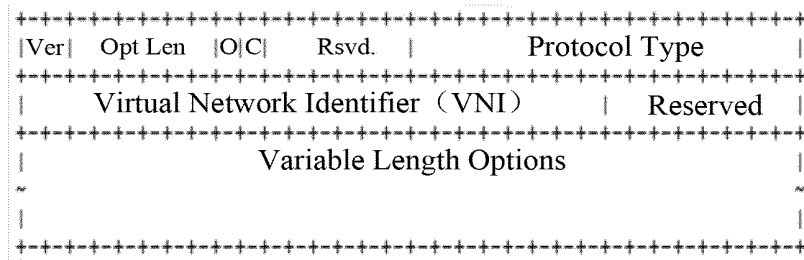 |Ver| Opt Len |O|C| Rsvd. | Protocol Type |
| Virtual Network Identifier（VNI） | Reserved |
| Variable Length Options |
~ ~
| |